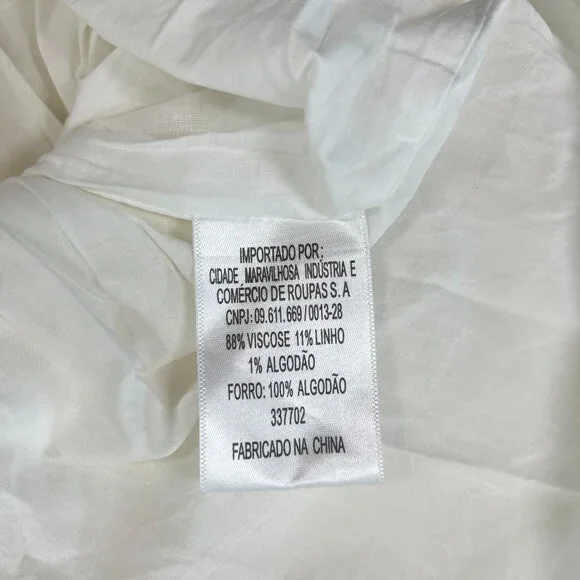 IMPORTADO POR:
CIDADE MARAVILHOSA INDÚSTRIA E
COMÉRCIO DE ROUPAS S. A
CNPJ: 09.611.669/0013-28
88% VISCOSE 11% LINHO
1% ALGODÃO
FORRO: 100% ALGODÃO
337702
FABRICADO NA CHINA